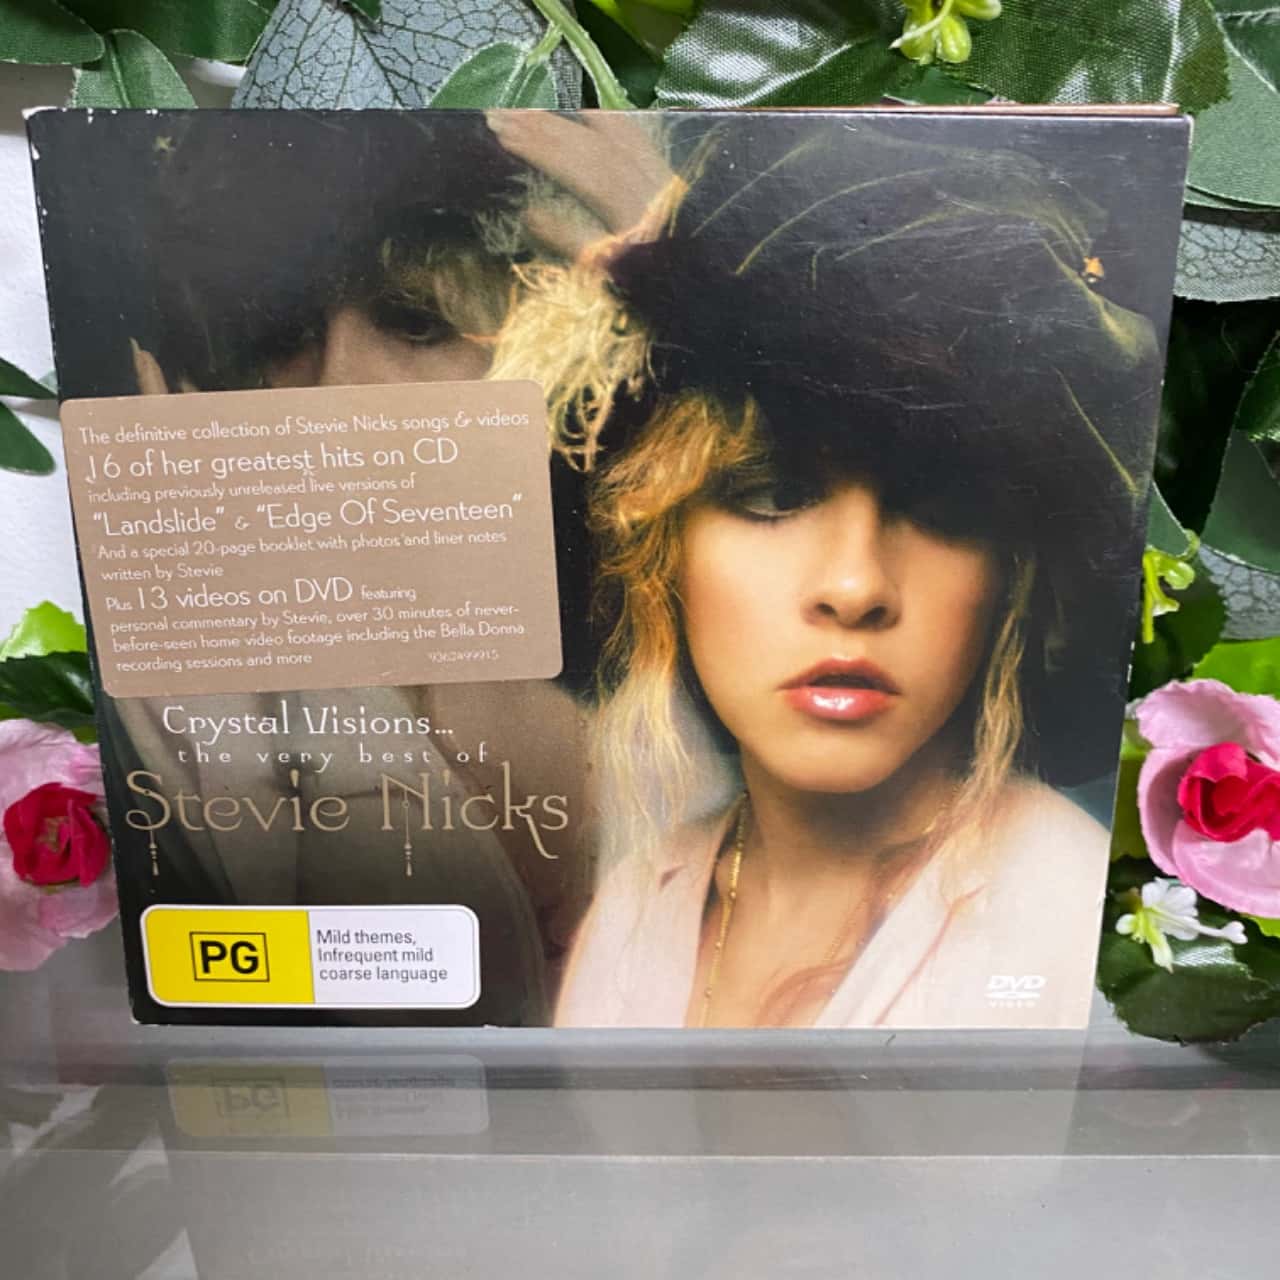 The definitive collection of Stevie Nicks songs & videos
16 of her greatest hits on CD
including previously unreleased live versions of
"Landslide" & "Edge Of Seventeen"
And a special 20-page booklet with photos and liner notes
written by Stevie
Plus 13 videos on DVD featuring
personal commentary by Stevie, over 30 minutes of never-
before-seen home video footage including the Bella Donna
recording sessions and more 9362499915
Crystal Visions...
the very best of
Stevie Nicks
PG
Mild themes,
Infrequent mild
coarse language
DVD
VIDEO